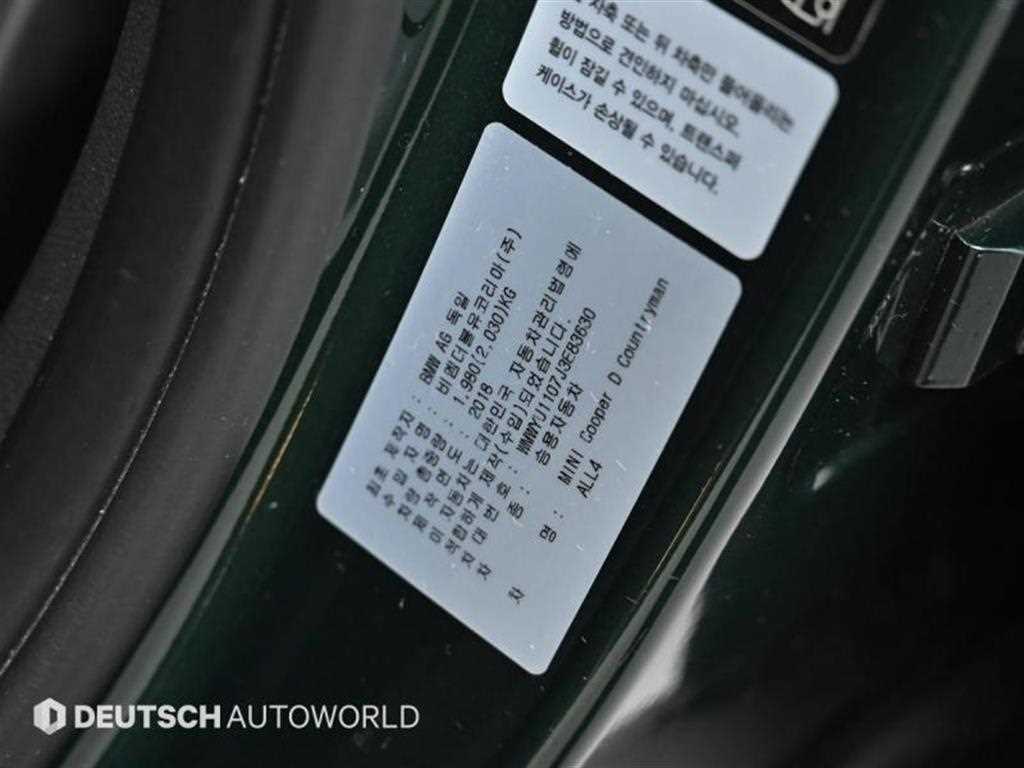 차축 또는 뒤 차축만 들어올리는
방법으로 견인하지 마십시오.
휠이 잠길 수 있으며, 트랜스퍼
케이스가 손상될 수 있습니다.
최초 제작자 : BMW AG 독일
수입자명 : 비엠더블유코리아(주)
차량총중량 : 1,980(2,030)KG
제작연도 : 2018
이 자동차는 대한민국 자동차관리법령에
적합하게 제작(수입)되었습니다.
차대번호 : WMWYU1107J3E83630
차종 : 승용자동차
차명 : MINI Cooper D Countryman
ALL4
DEUTSCH AUTOWORLD